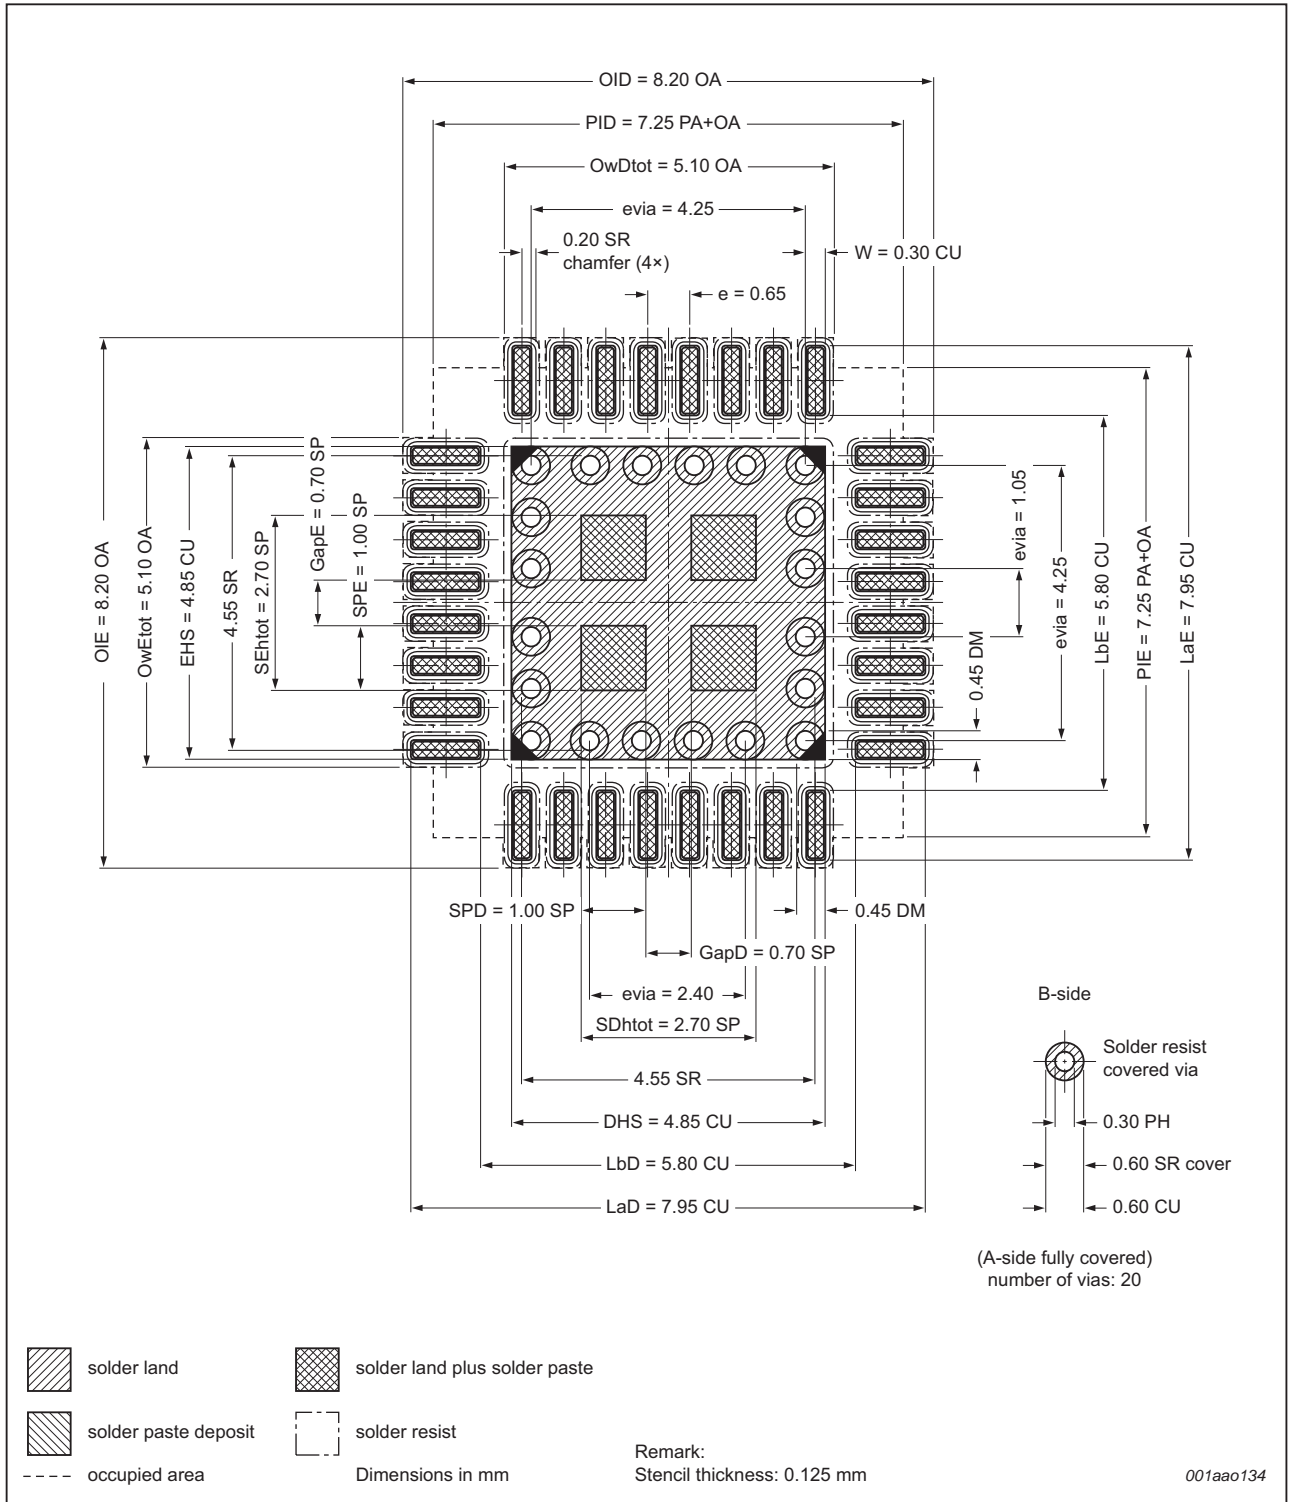 OID = 8.20 OA
PID = 7.25 PA+OA
OwDtot = 5.10 OA
evia = 4.25
0.20 SR
chamfer (4×)
W = 0.30 CU
e = 0.65
OIE = 8.20 OA
OwEtot = 5.10 OA
EHS = 4.85 CU
4.55 SR
SEhtot = 2.70 SP
GapE = 0.70 SP
SPE = 1.00 SP
evia = 1.05
0.45 DM
evia = 4.25
LbE = 5.80 CU
PIE = 7.25 PA+OA
LaE = 7.95 CU
SPD = 1.00 SP
0.45 DM
GapD = 0.70 SP
evia = 2.40
SDhtot = 2.70 SP
4.55 SR
DHS = 4.85 CU
LbD = 5.80 CU
LaD = 7.95 CU
B-side
Solder resist
covered via
0.30 PH
0.60 SR cover
0.60 CU
(A-side fully covered)
number of vias: 20
solder land
solder land plus solder paste
solder paste deposit
solder resist
occupied area
Dimensions in mm
Remark:
Stencil thickness: 0.125 mm
001aao134